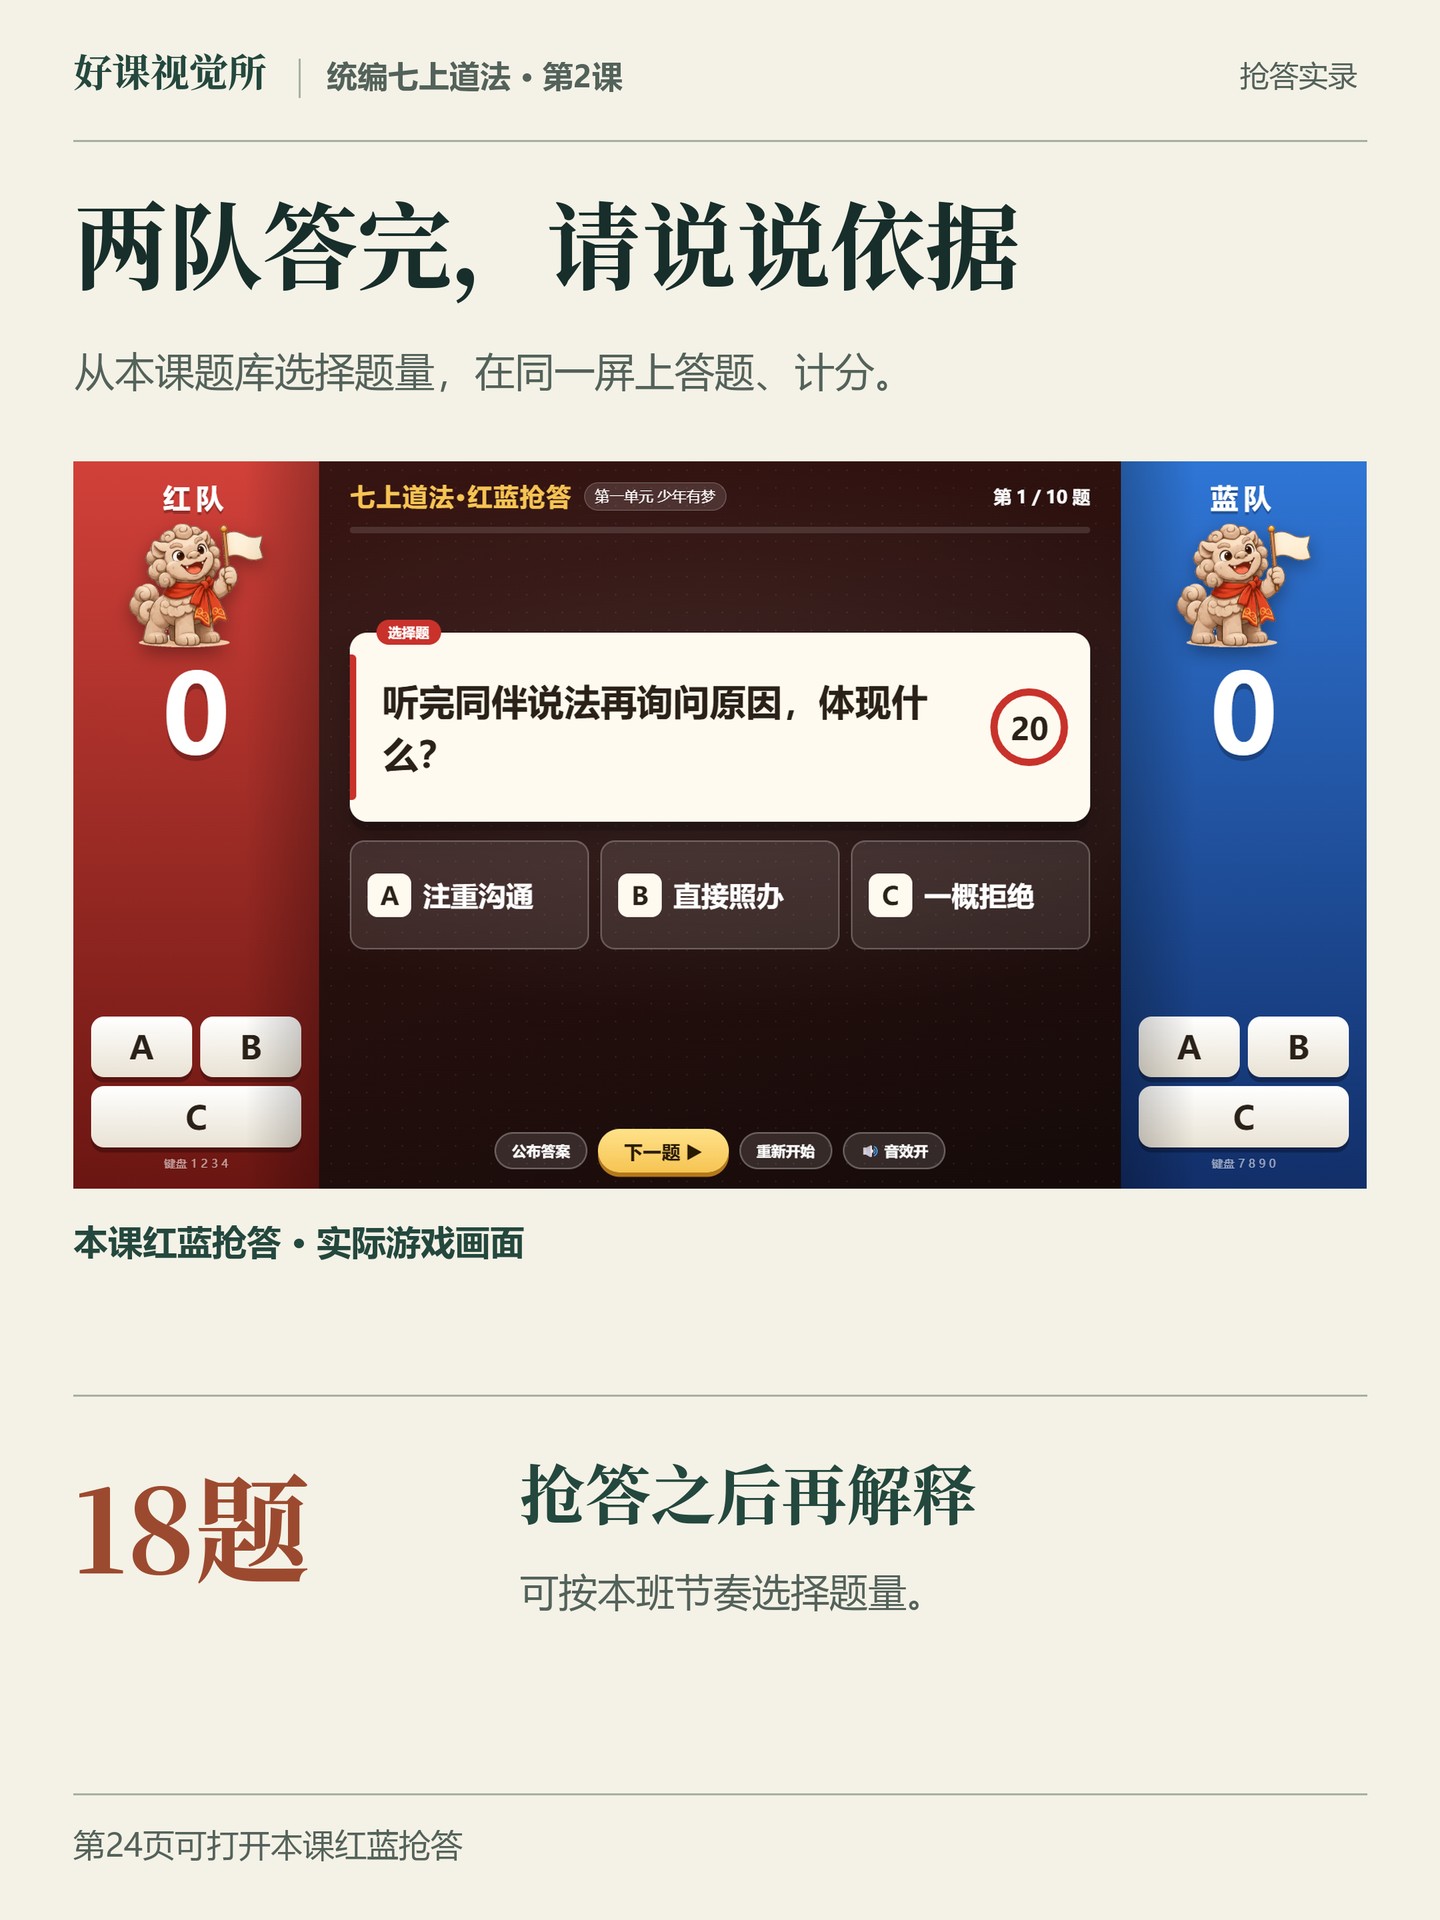 好课视觉所
统编七上道法·第2课
抢答实录
两队答完，请说说依据
从本课题库选择题量，在同一屏上答题、计分。
红队
七上道法·红蓝抢答
第一单元 少年有梦
第 1 / 10 题
蓝队
0
0
选择题
听完同伴说法再询问原因，体现什
么？
20
A 注重沟通
B 直接照办
C 一概拒绝
A
B
C
键盘 1 2 3 4
公布答案
下一题 ▶
重新开始
🔊 音效开
A
B
C
键盘 7 8 9 0
本课红蓝抢答·实际游戏画面
18题
抢答之后再解释
可按本班节奏选择题量。
第24页可打开本课红蓝抢答